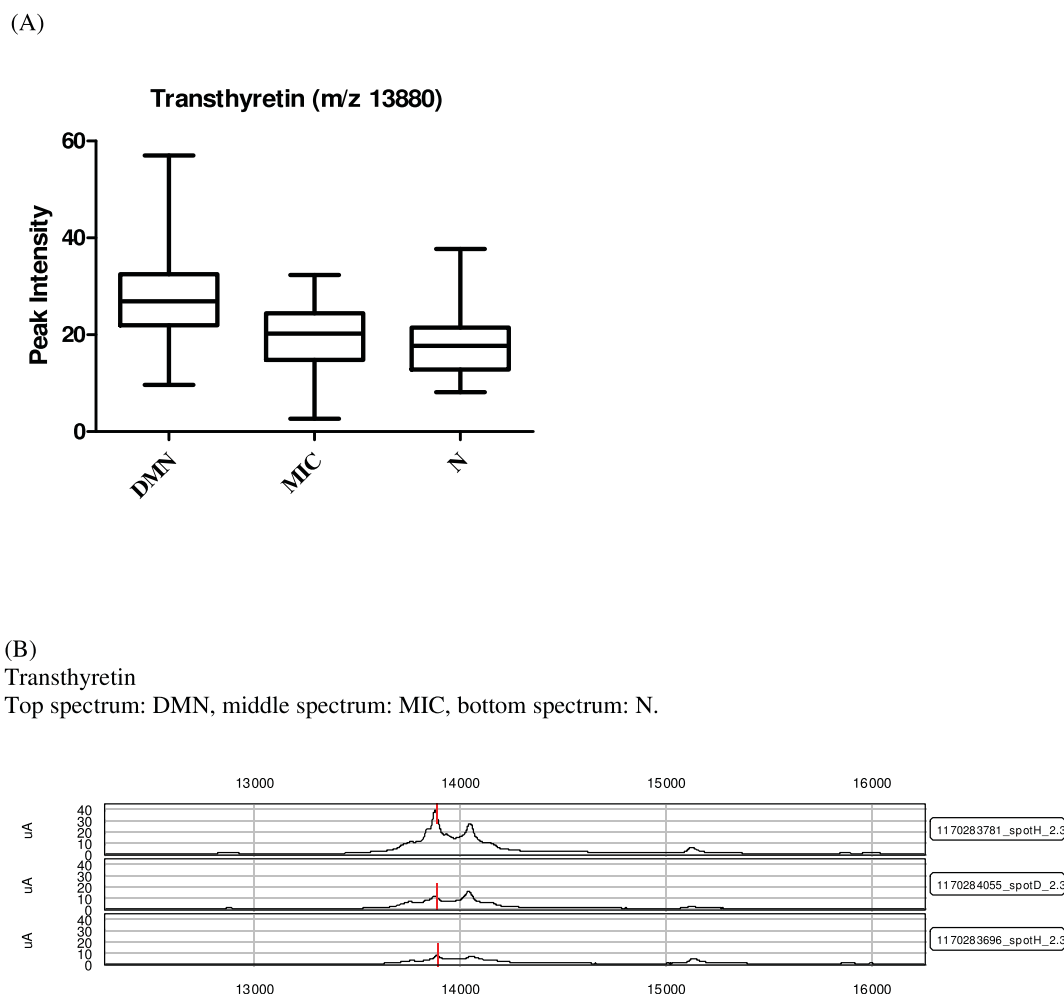 (A)
Transthyretin (m/z 13880)
Peak Intensity
60
40
20
0
DMN MIC N
(B)
Transthyretin
Top spectrum: DMN, middle spectrum: MIC, bottom spectrum: N.
13000 14000 15000 16000
uA
40
30
20
10
0
1170283781_spotH_2.3
uA
40
30
20
10
0
1170284055_spotD_2.3
uA
40
30
20
10
0
1170283696_spotH_2.3
13000 14000 15000 16000